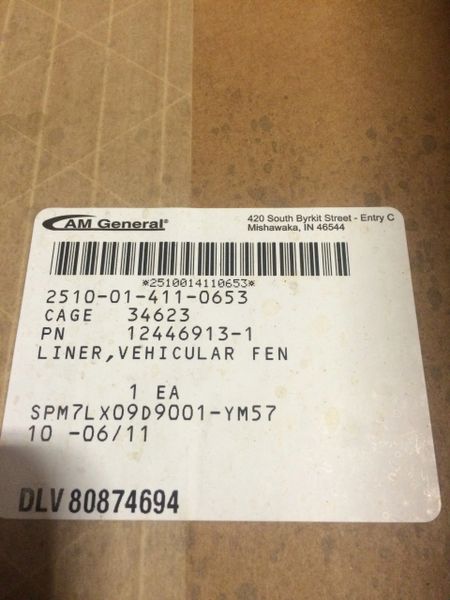 AM General®
420 South Byrkit Street - Entry C
Mishawaka, IN 46544
*2510014110653*
2510-01-411-0653
CAGE 34623
PN 12446913-1
LINER,VEHICULAR FEN
1 EA
SPM7LX09D9001-YM57
10 -06/11
DLV 80874694